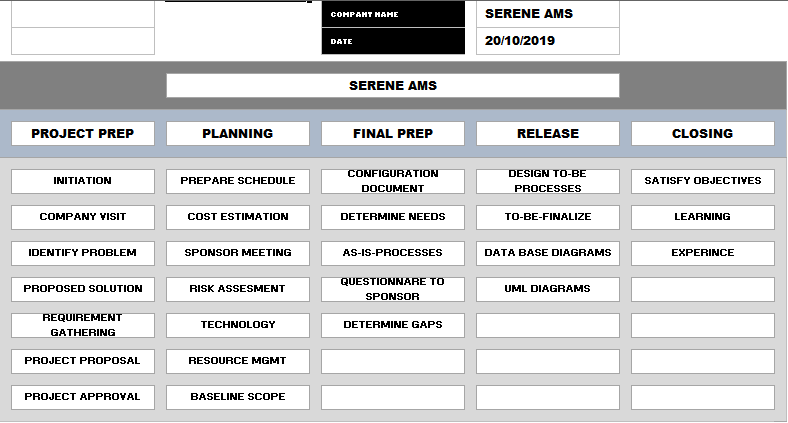 COMPANY NAME SERENE AMS
DATE 20/10/2019
SERENE AMS
PROJECT PREP PLANNING FINAL PREP RELEASE CLOSING
INITIATION PREPARE SCHEDULE CONFIGURATION DOCUMENT DESIGN TO-BE PROCESSES SATISFY OBJECTIVES
COMPANY VISIT COST ESTIMATION DETERMINE NEEDS TO-BE-FINALIZE LEARNING
IDENTIFY PROBLEM SPONSOR MEETING AS-IS-PROCESSES DATA BASE DIAGRAMS EXPERINCE
PROPOSED SOLUTION RISK ASSESMENT QUESTIONNARE TO SPONSOR UML DIAGRAMS
REQUIREMENT GATHERING TECHNOLOGY DETERMINE GAPS
PROJECT PROPOSAL RESOURCE MGMT
PROJECT APPROVAL BASELINE SCOPE